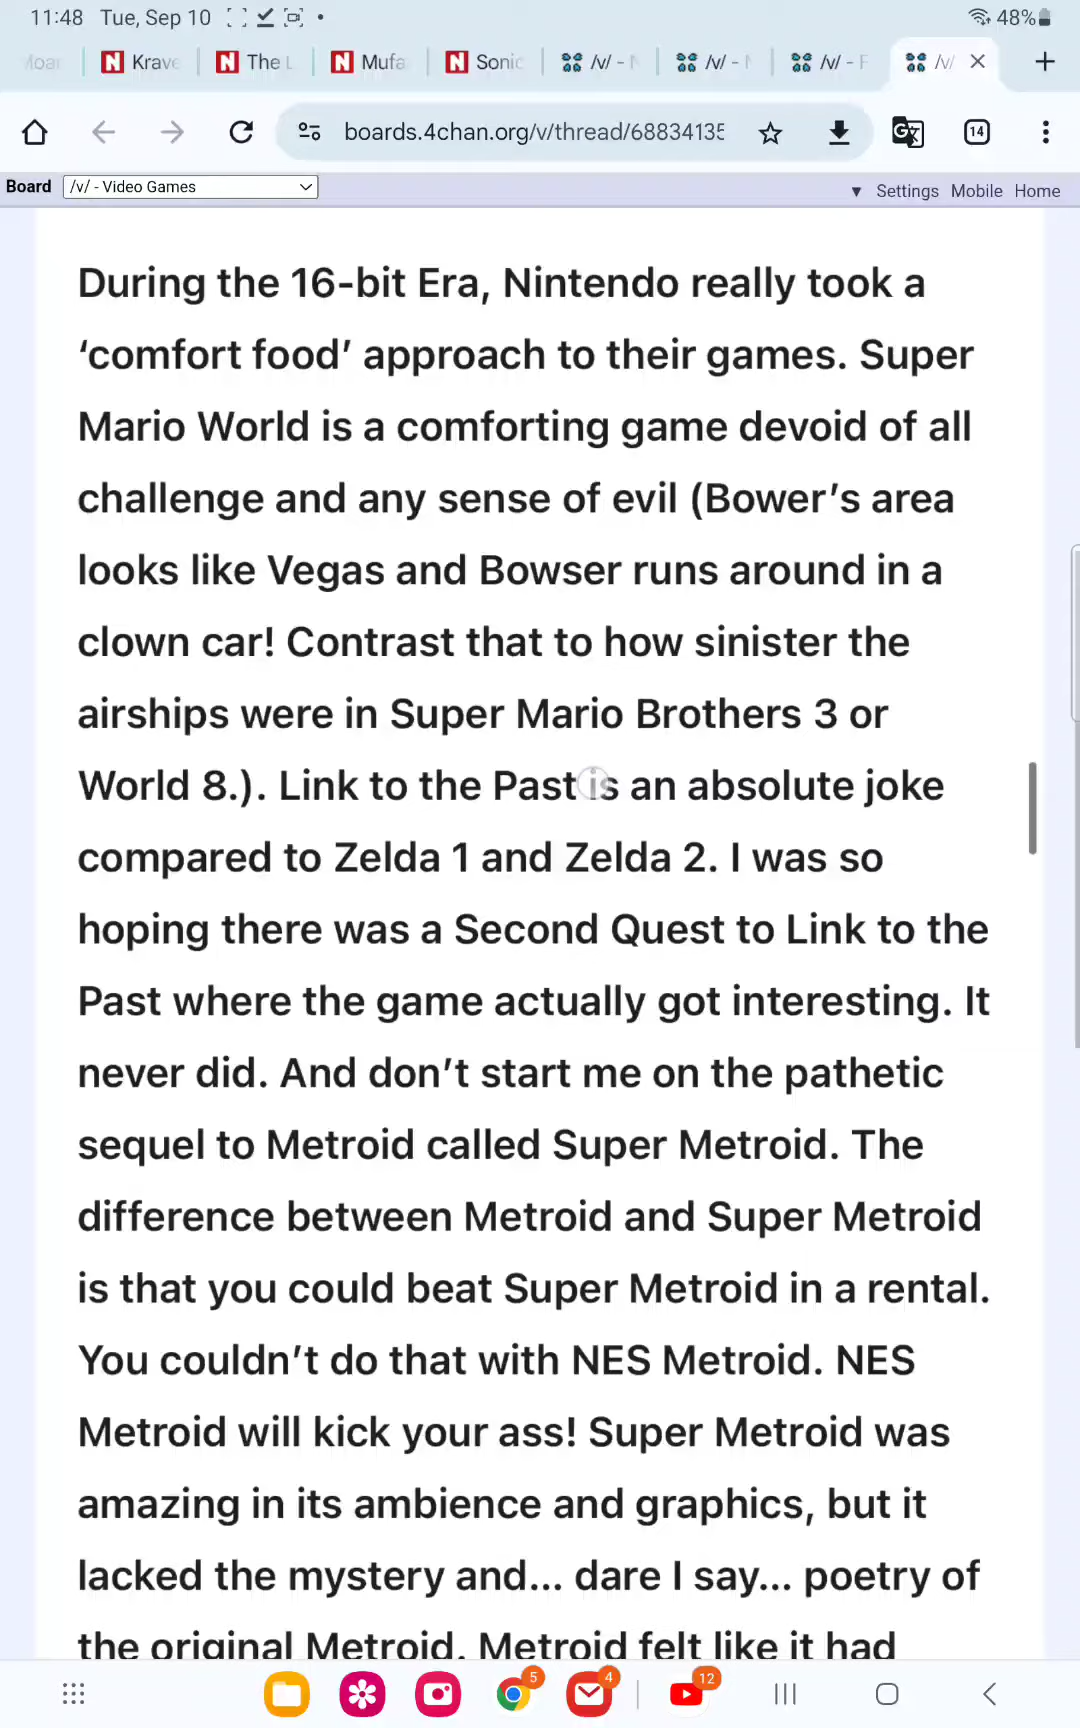 11:48 Tue, Sep 10 48%
Krave The L Mufa Sonic /v/ - N /v/ - N /v/ - F /v/
boards.4chan.org/v/thread/68834135 14
Board /v/ - Video Games ▼ Settings Mobile Home
During the 16-bit Era, Nintendo really took a
‘comfort food’ approach to their games. Super
Mario World is a comforting game devoid of all
challenge and any sense of evil (Bower’s area
looks like Vegas and Bowser runs around in a
clown car! Contrast that to how sinister the
airships were in Super Mario Brothers 3 or
World 8.). Link to the Past is an absolute joke
compared to Zelda 1 and Zelda 2. I was so
hoping there was a Second Quest to Link to the
Past where the game actually got interesting. It
never did. And don’t start me on the pathetic
sequel to Metroid called Super Metroid. The
difference between Metroid and Super Metroid
is that you could beat Super Metroid in a rental.
You couldn’t do that with NES Metroid. NES
Metroid will kick your ass! Super Metroid was
amazing in its ambience and graphics, but it
lacked the mystery and... dare I say... poetry of
the original Metroid. Metroid felt like it had
5 4 12